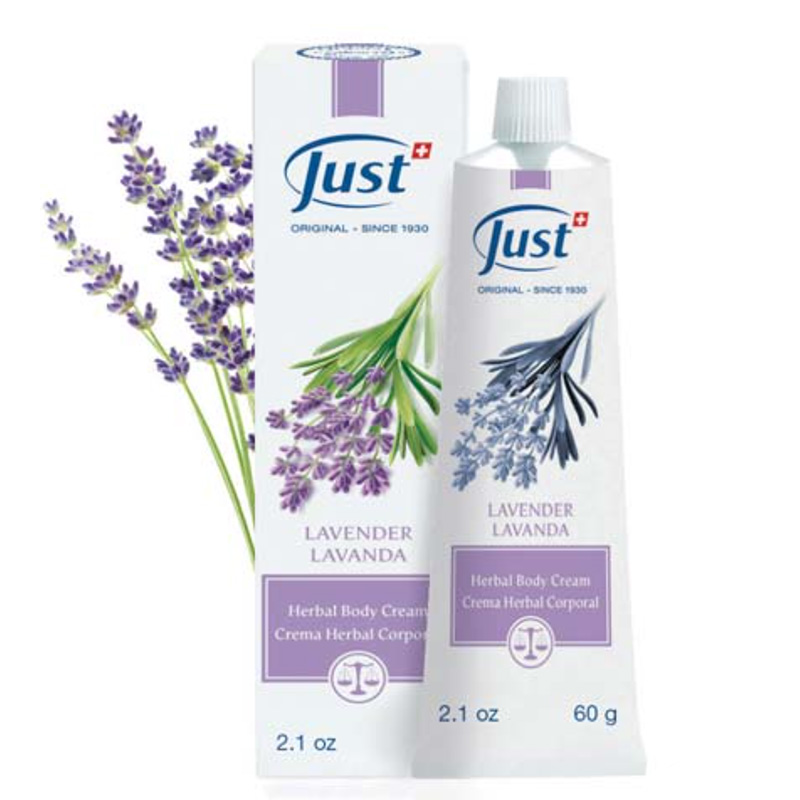 Just
ORIGINAL - SINCE 1930
LAVENDER
LAVANDA
Herbal Body Cream
Crema Herbal Corpor
2.1 oz
Just
ORIGINAL - SINCE 1930
LAVENDER
LAVANDA
Herbal Body Cream
Crema Herbal Corporal
2.1 oz 60 g